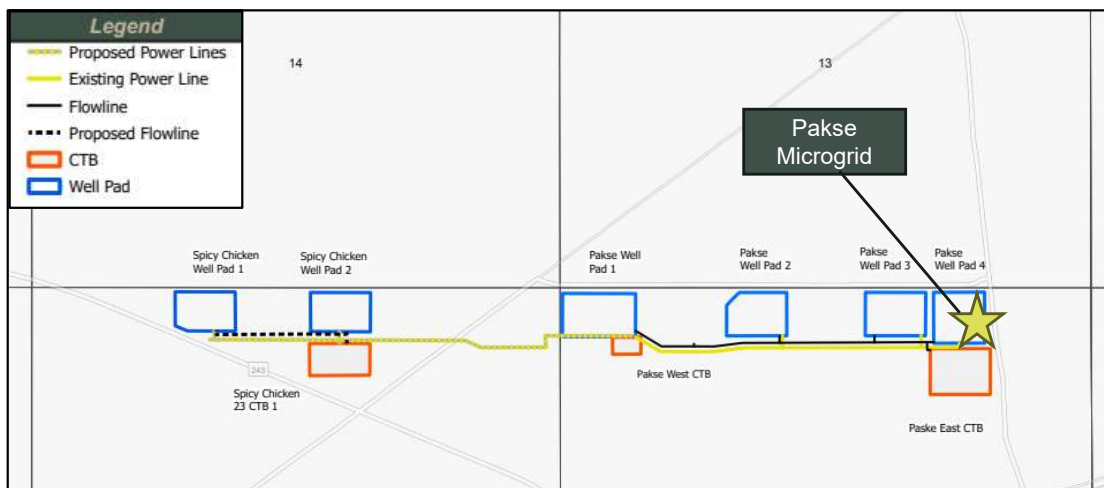 Legend
Proposed Power Lines
Existing Power Line
Flowline
Proposed Flowline
CTB
Well Pad
14
13
Pakse
Microgrid
Spicy Chicken
Well Pad 1
Spicy Chicken
Well Pad 2
Pakse Well
Pad 1
Pakse
Well Pad 2
Pakse
Well Pad 3
Pakse
Well Pad 4
243
Spicy Chicken
23 CTB 1
Pakse West CTB
Paske East CTB